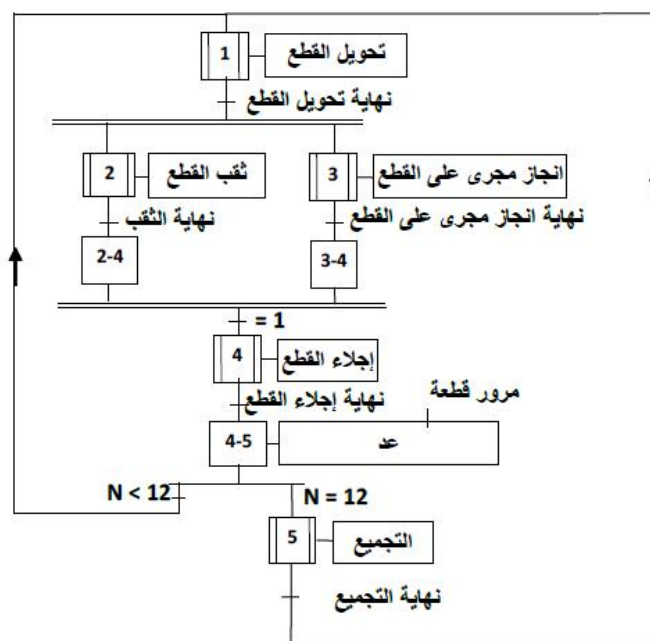 1 تحويل القطع
نهاية تحويل القطع
2 ثقب القطع
3 انجاز مجرى على القطع
نهاية الثقب
نهاية انجاز مجرى على القطع
2-4
3-4
= 1
4 إجلاء القطع
نهاية إجلاء القطع
مرور قطعة
4-5 عد
N < 12
N = 12
5 التجميع
نهاية التجميع